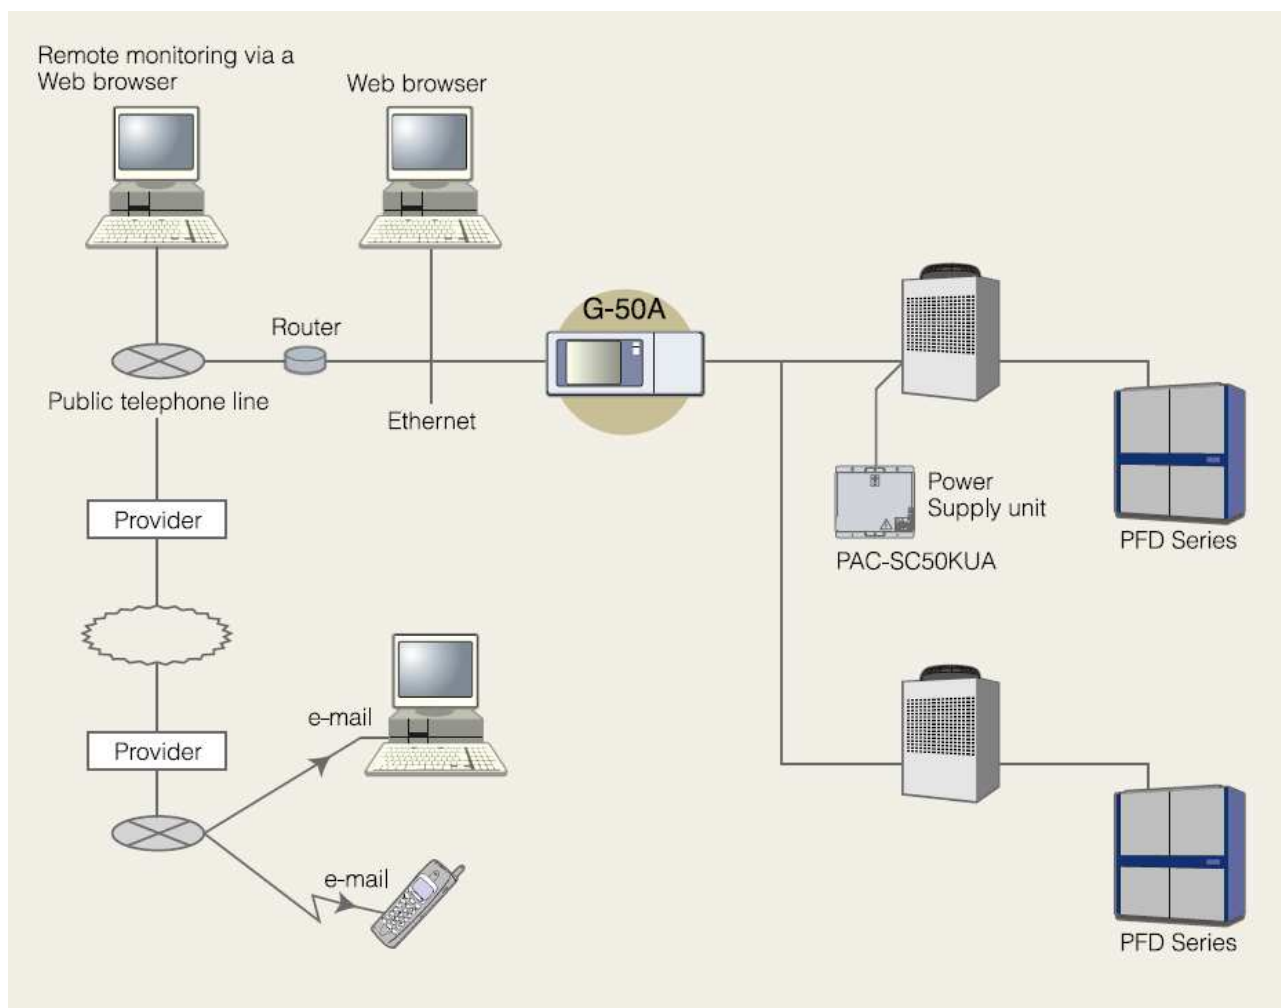 Remote monitoring via a
Web browser
Web browser
G-50A
Router
Public telephone line
Ethernet
Power
Supply unit
PAC-SC50KUA
PFD Series
Provider
Provider
e-mail
e-mail
PFD Series